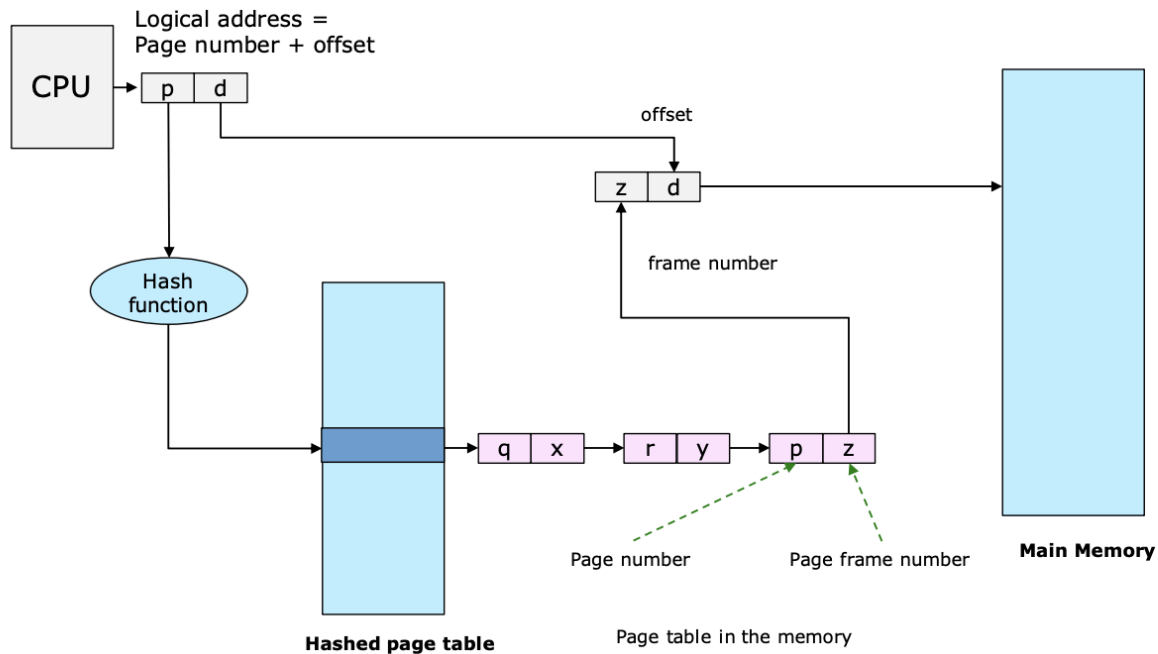 Logical address =
Page number + offset
CPU
p d
offset
z d
frame number
Hash
function
q x
r y
p z
Page number
Page frame number
Main Memory
Hashed page table
Page table in the memory